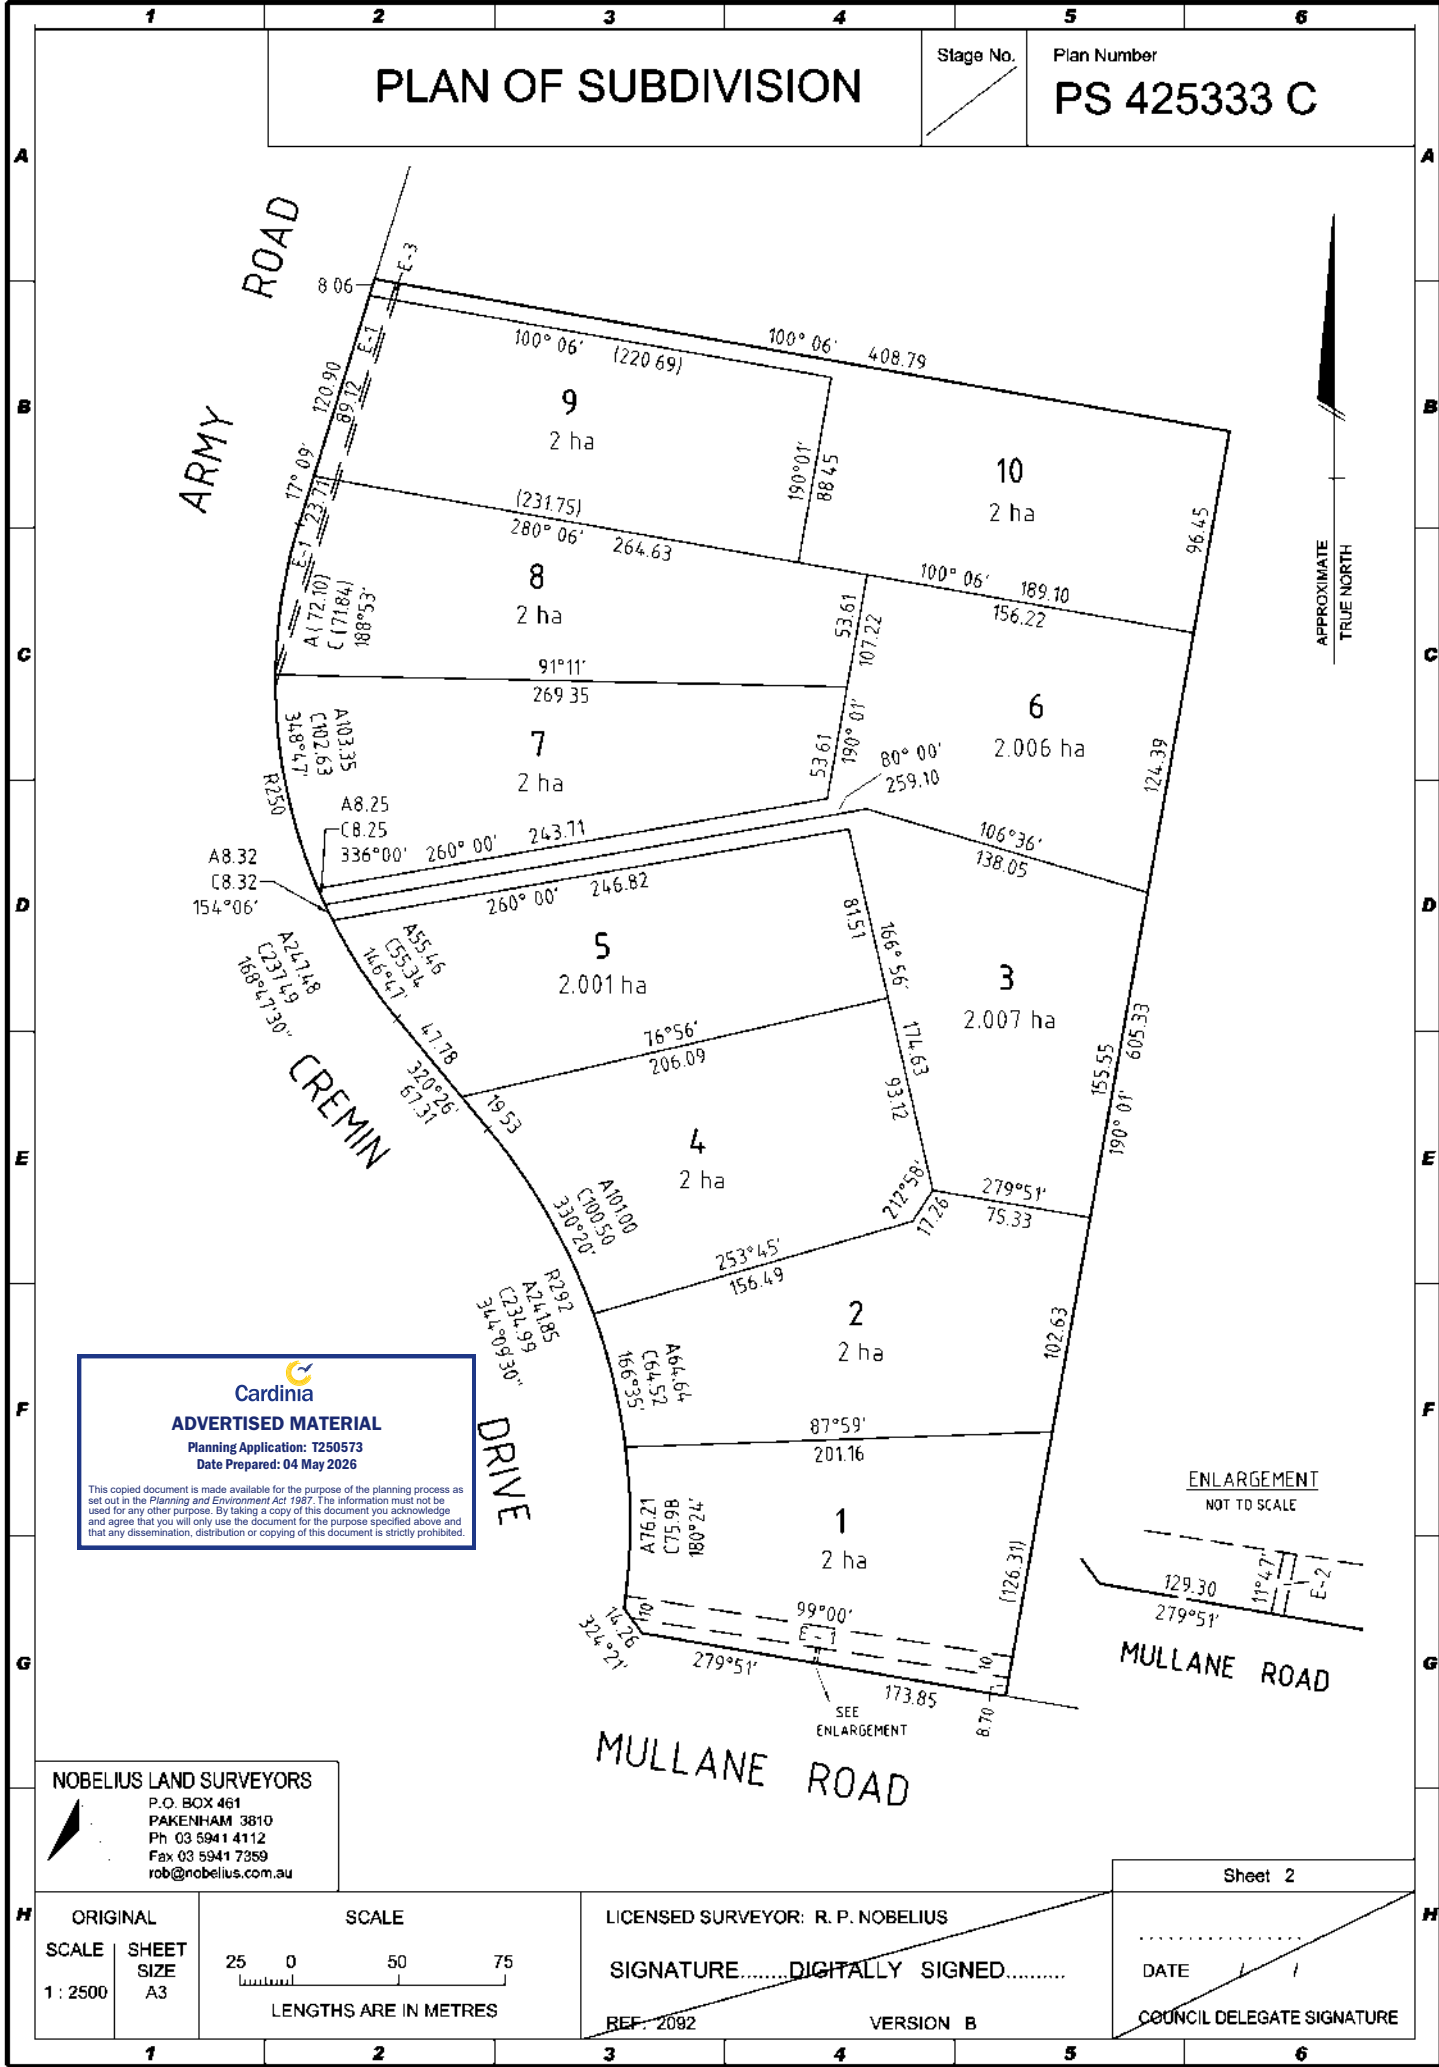 1 2 3 4 5 6
PLAN OF SUBDIVISION
Stage No.
Plan Number
PS 425333 C
A A
B B
C C
D D
E E
F F
G G
H H
ARMY ROAD
8 06
E-3
100° 06' 408.79
100° 06' (220 69)
120.90
17° 09'
E-1
89.12
9
2 ha
190°01'
88 45
10
2 ha
96.45
23.71
(231.75)
280° 06' 264.63
E-1
A (72.10)
C (71.84)
188°53'
8
2 ha
53.61
107.22
100° 06' 189.10
156.22
APPROXIMATE
TRUE NORTH
91°11'
269.35
6
2.006 ha
A103.35
C102.63
348°47'
R250
7
2 ha
53.61
190° 01'
80° 00'
259.10
124.39
A8.25
C8.25
336°00'
260° 00' 243.71
106°36'
138.05
A8.32
C8.32
154°06'
260° 00' 246.82
81.51
166° 56'
A55.46
C55.34
146°47'
A247.48
C237.49
168°47'30"
5
2.001 ha
3
2.007 ha
76°56'
206.09
174.63
93.12
605.33
155.55
190° 01'
47.78
320°26'
67.31
19.53
CREMIN
4
2 ha
212°58'
17.26
279°51'
75.33
A101.00
C100.50
330°20'
253°45'
156.49
R292
A241.85
C234.99
344°09'30"
2
2 ha
102.63
A64.64
C64.52
166°35'
87°59'
201.16
DRIVE
Cardinia
ADVERTISED MATERIAL
Planning Application: T250573
Date Prepared: 04 May 2026
This copied document is made available for the purpose of the planning process as
set out in the Planning and Environment Act 1987. The information must not be
used for any other purpose. By taking a copy of this document you acknowledge
and agree that you will only use the document for the purpose specified above and
that any dissemination, distribution or copying of this document is strictly prohibited.
A76.21
C75.98
180°24'
1
2 ha
(126.31)
ENLARGEMENT
NOT TO SCALE
129.30
279°51'
11°47'
E-2
MULLANE ROAD
10
99°00'
E-1
10
14.26
324°21'
279°51'
173.85
8.70
SEE
ENLARGEMENT
MULLANE ROAD
NOBELIUS LAND SURVEYORS
P.O. BOX 461
PAKENHAM 3810
Ph 03 5941 4112
Fax 03 5941 7359
rob@nobelius.com.au
Sheet 2
ORIGINAL
SCALE
SHEET SIZE
1 : 2500
A3
SCALE
25 0 50 75
LENGTHS ARE IN METRES
LICENSED SURVEYOR: R. P. NOBELIUS
SIGNATURE.......DIGITALLY SIGNED..........
REF: 2092 VERSION B
DATE / /
COUNCIL DELEGATE SIGNATURE
1 2 3 4 5 6